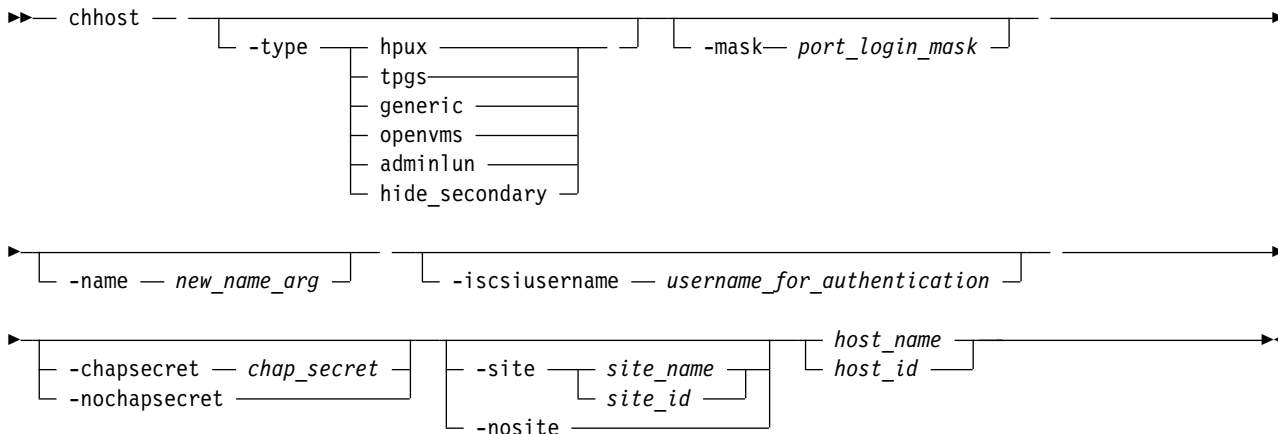 chhost
-type hpux -mask port_login_mask
tpgs
generic
openvms
adminlun
hide_secondary
-name new_name_arg -iscsiusername username_for_authentication
host_name
-chapsecret chap_secret -site site_name host_id
-nochapsecret site_id
-nosite